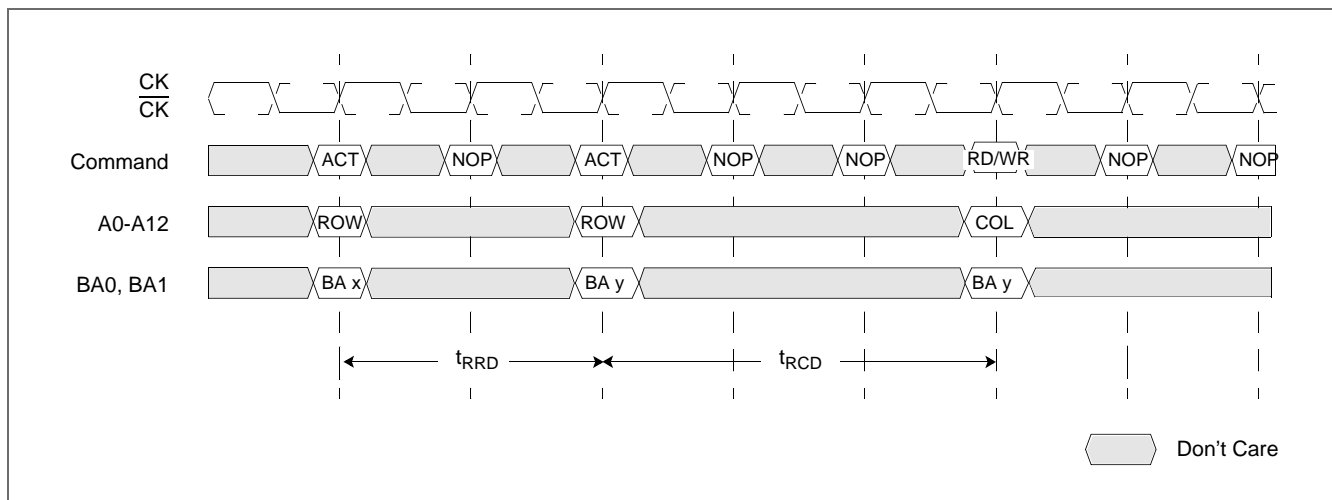 CK
CK
Command ACT NOP ACT NOP NOP RD/WR NOP NOP
A0-A12 ROW ROW COL
BA0, BA1 BA x BA y BA y
tRRD tRCD
Don't Care